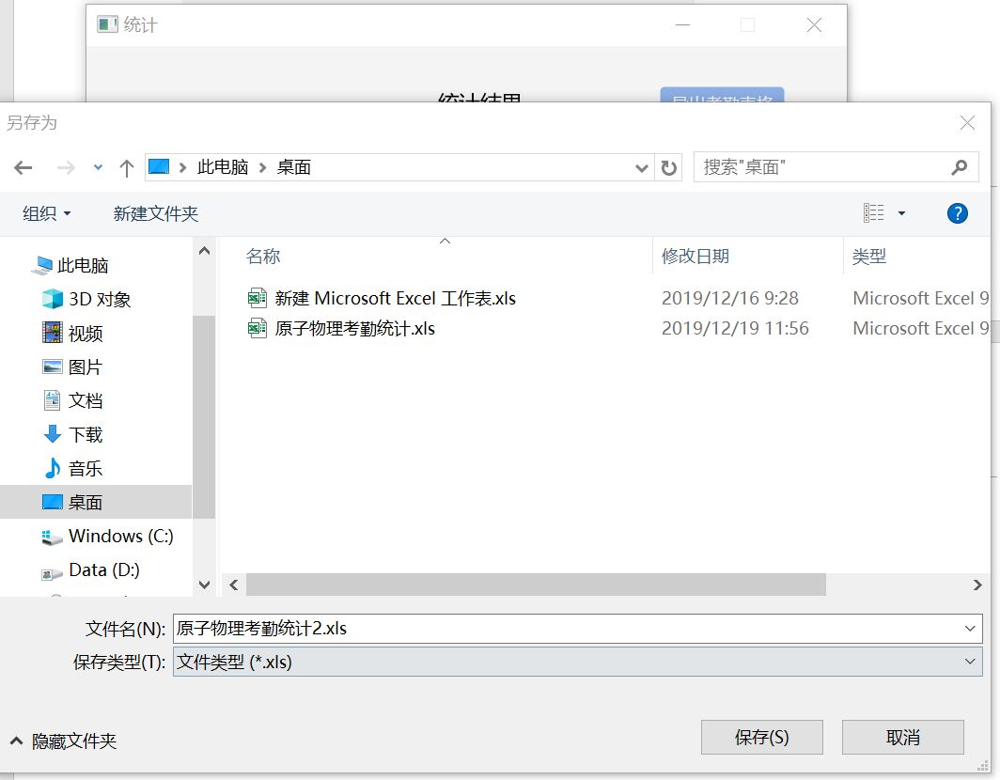 统计
统计结果
导出考勤表格
另存为
此电脑 桌面
搜索"桌面"
组织 新建文件夹
名称 修改日期 类型
此电脑
3D 对象
视频
图片
文档
下载
音乐
桌面
Windows (C:)
Data (D:)
新建 Microsoft Excel 工作表.xls 2019/12/16 9:28 Microsoft Excel 9
原子物理考勤统计.xls 2019/12/19 11:56 Microsoft Excel 9
文件名(N): 原子物理考勤统计2.xls
保存类型(T): 文件类型 (*.xls)
隐藏文件夹 保存(S) 取消